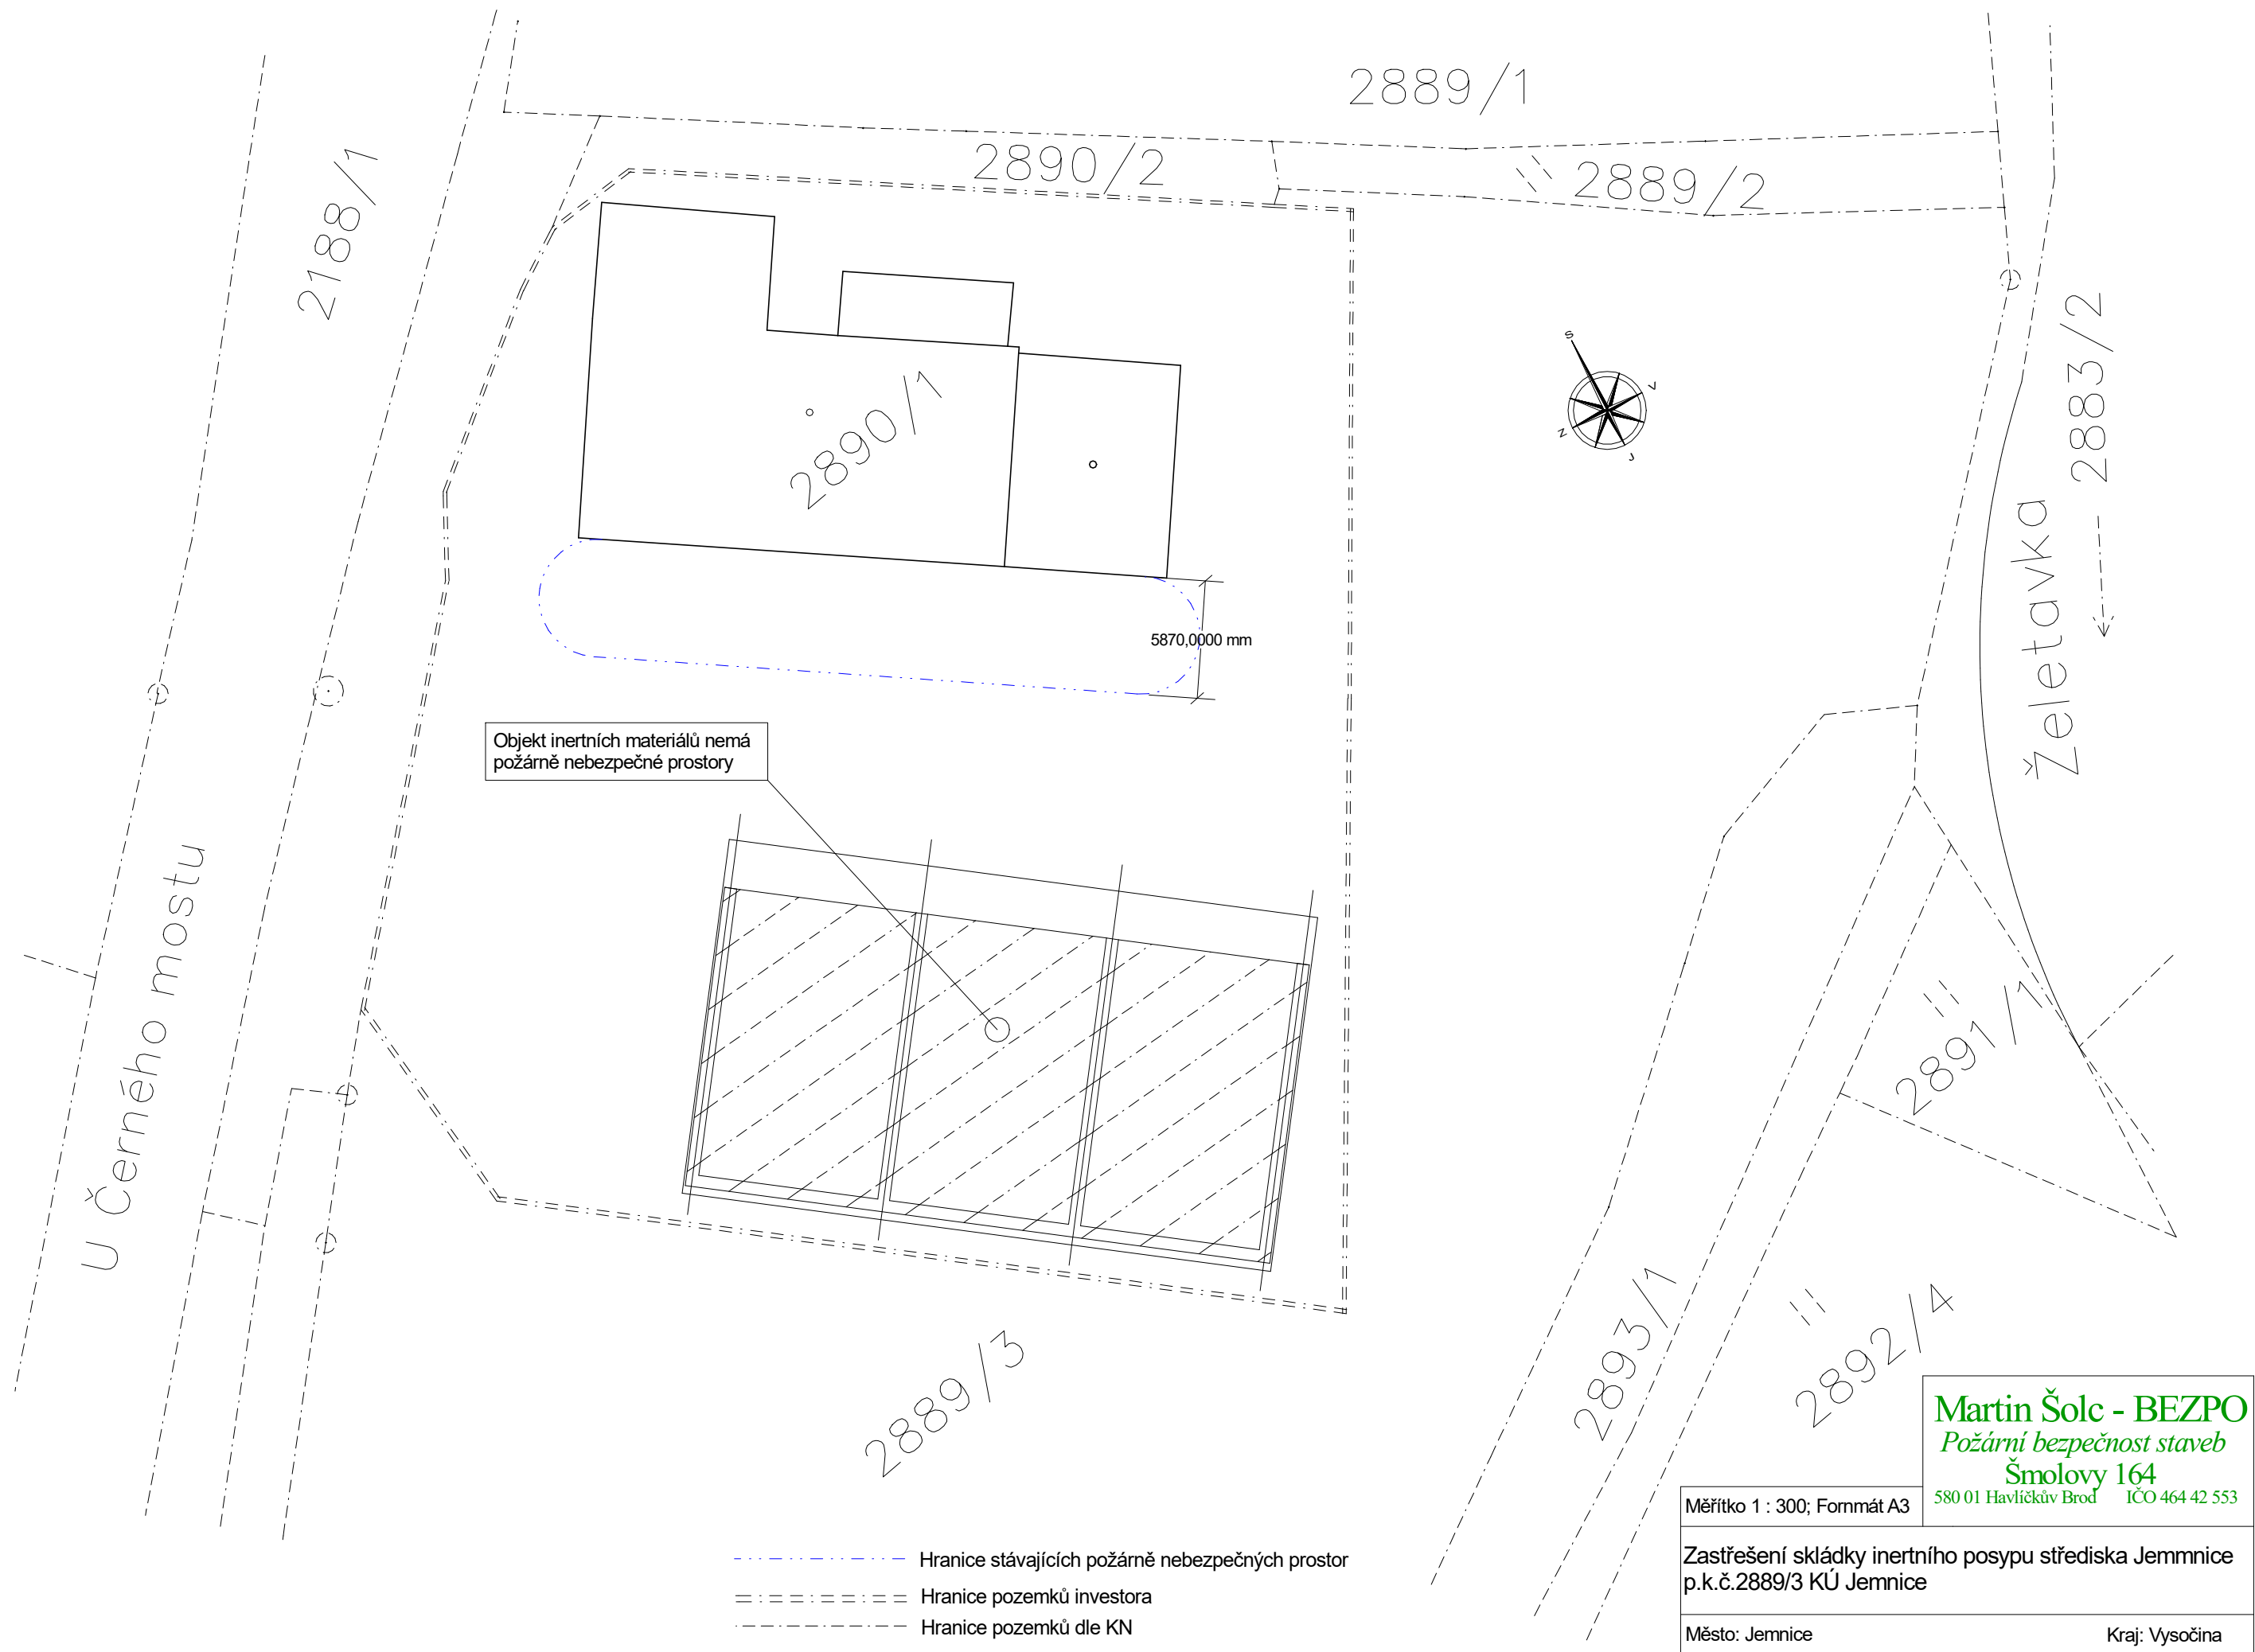 2889/1
2890/2
2889/2
2188/1
S
V
Z
J
2883/2
2890/1
Želetavka
5870,0000 mm
Objekt inertních materiálů nemá
požárně nebezpečné prostory
U Černého mostu
2891/1
2893/1
2892/4
2889/3
Martin Šolc - BEZPO
Požární bezpečnost staveb
Šmolovy 164
580 01 Havlíčkův Brod IČO 464 42 553
Měřítko 1 : 300; Fornmát A3
Zastřešení skládky inertního posypu střediska Jemmnice
p.k.č.2889/3 KÚ Jemnice
Město: Jemnice Kraj: Vysočina
Hranice stávajících požárně nebezpečných prostor
Hranice pozemků investora
Hranice pozemků dle KN